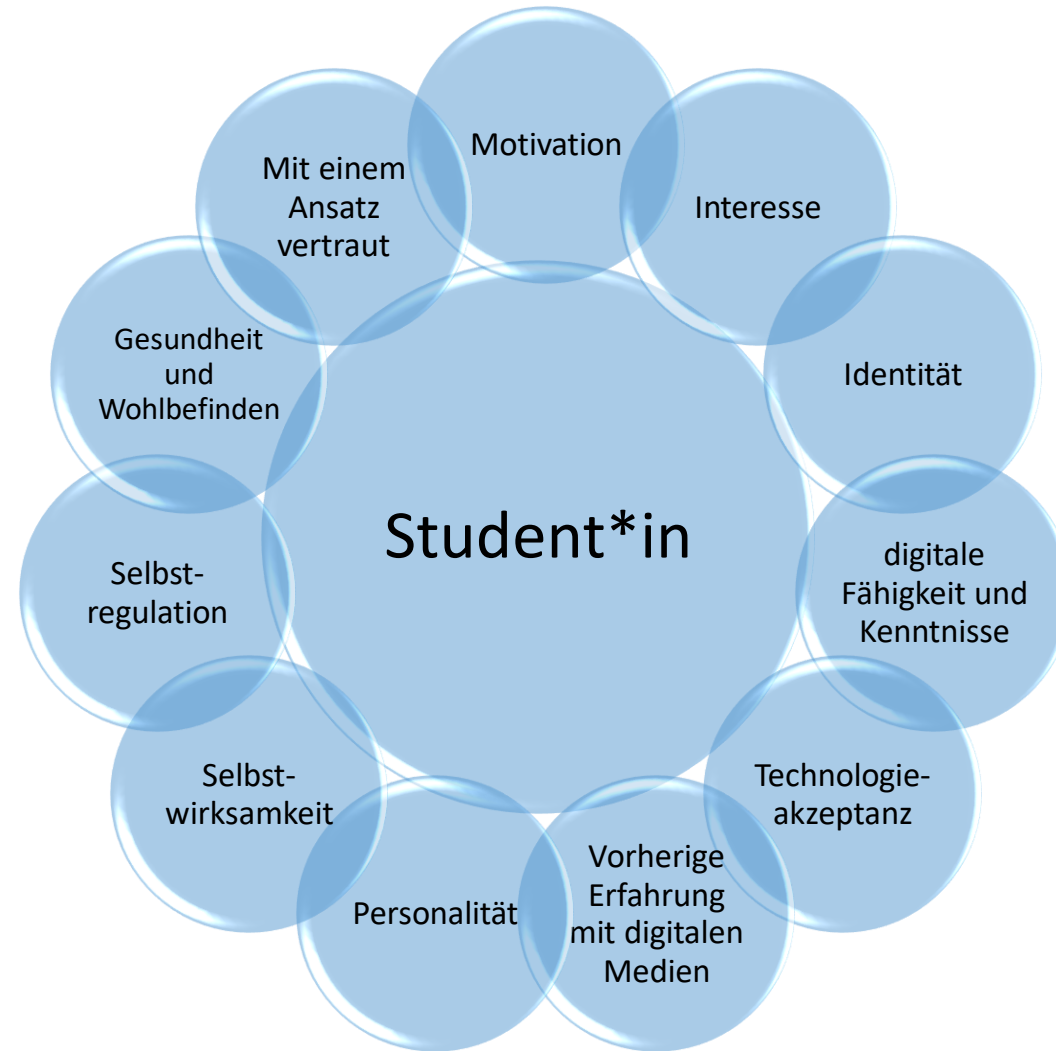 Motivation
Interesse
Identität
digitale
Fähigkeit und
Kenntnisse
Technologie-
akzeptanz
Vorherige
Erfahrung
mit digitalen
Medien
Personalität
Selbst-
wirksamkeit
Selbst-
regulation
Gesundheit
und
Wohlbefinden
Mit einem
Ansatz
vertraut
Student*in